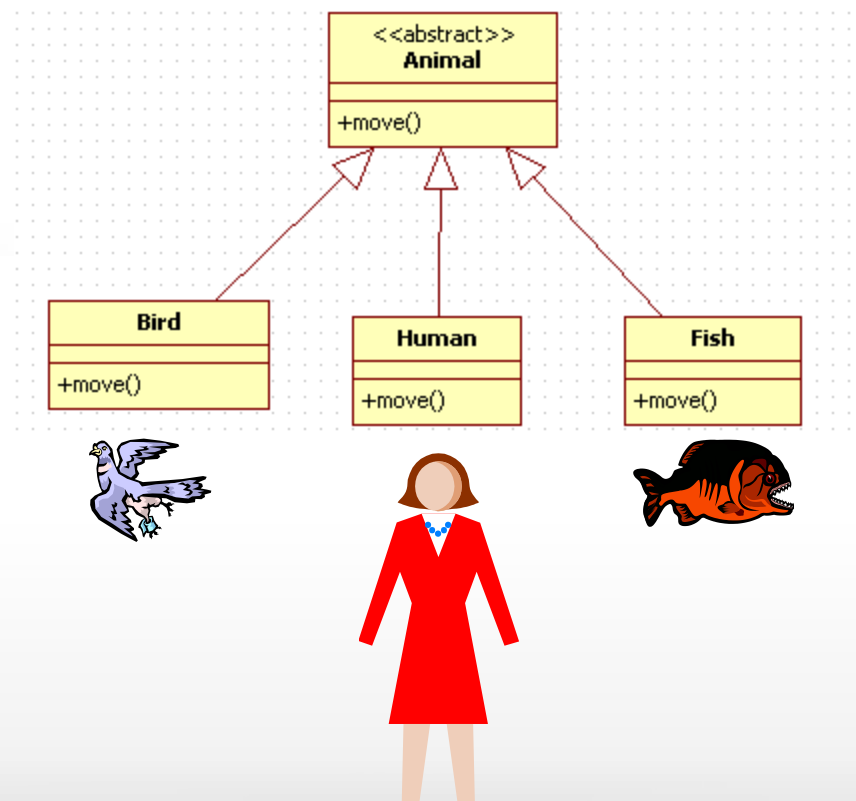 <<abstract>>
Animal
+move()
Bird
+move()
Human
+move()
Fish
+move()